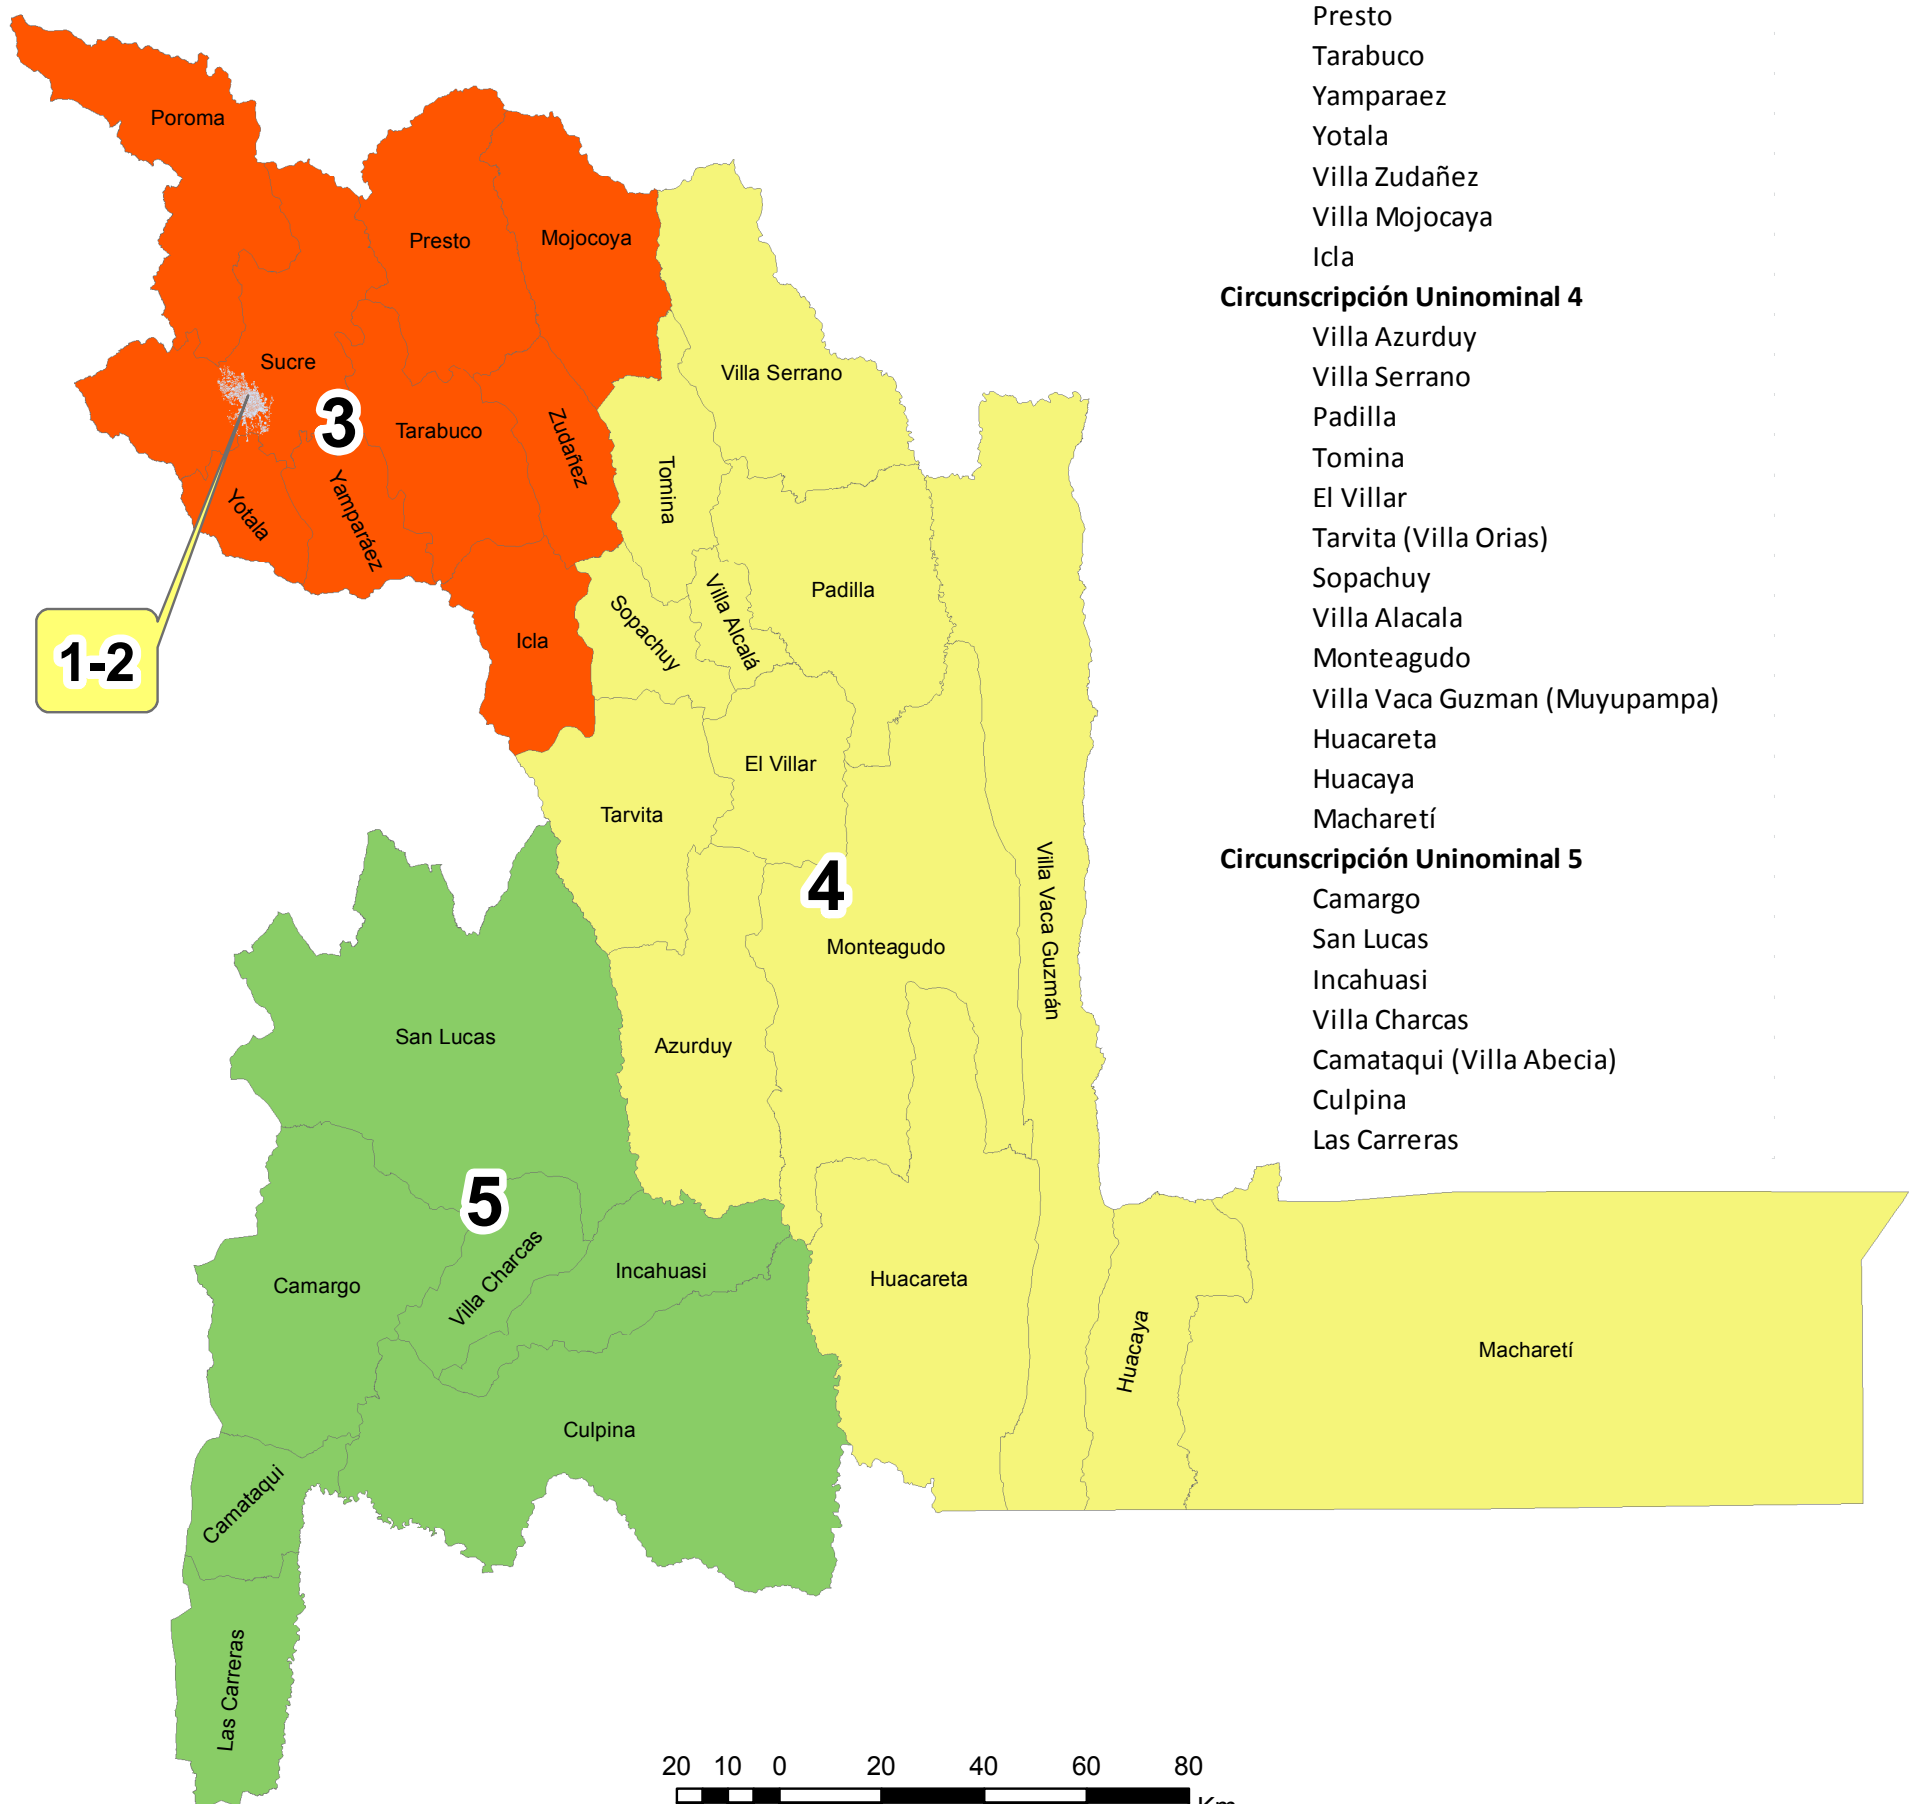 Presto
Tarabuco
Yamparaez
Yotala
Villa Zudañez
Villa Mojocaya
Icla
Circunscripción Uninominal 4
Villa Azurduy
Villa Serrano
Padilla
Tomina
El Villar
Tarvita (Villa Orias)
Sopachuy
Villa Alacala
Monteagudo
Villa Vaca Guzman (Muyupampa)
Huacareta
Huacaya
Macharetí
Circunscripción Uninominal 5
Camargo
San Lucas
Incahuasi
Villa Charcas
Camataqui (Villa Abecia)
Culpina
Las Carreras
Poroma
Presto
Mojocoya
Sucre
3
Tarabuco
Zudañez
Yotala
Yamparáez
Icla
1-2
Villa Serrano
Tomina
Padilla
Villa Alcalá
Sopachuy
El Villar
Tarvita
4
Monteagudo
Villa Vaca Guzmán
Azurduy
Huacareta
Huacaya
Macharetí
San Lucas
5
Camargo
Villa Charcas
Incahuasi
Culpina
Camataqui
Las Carreras
20 10 0 20 40 60 80
Km